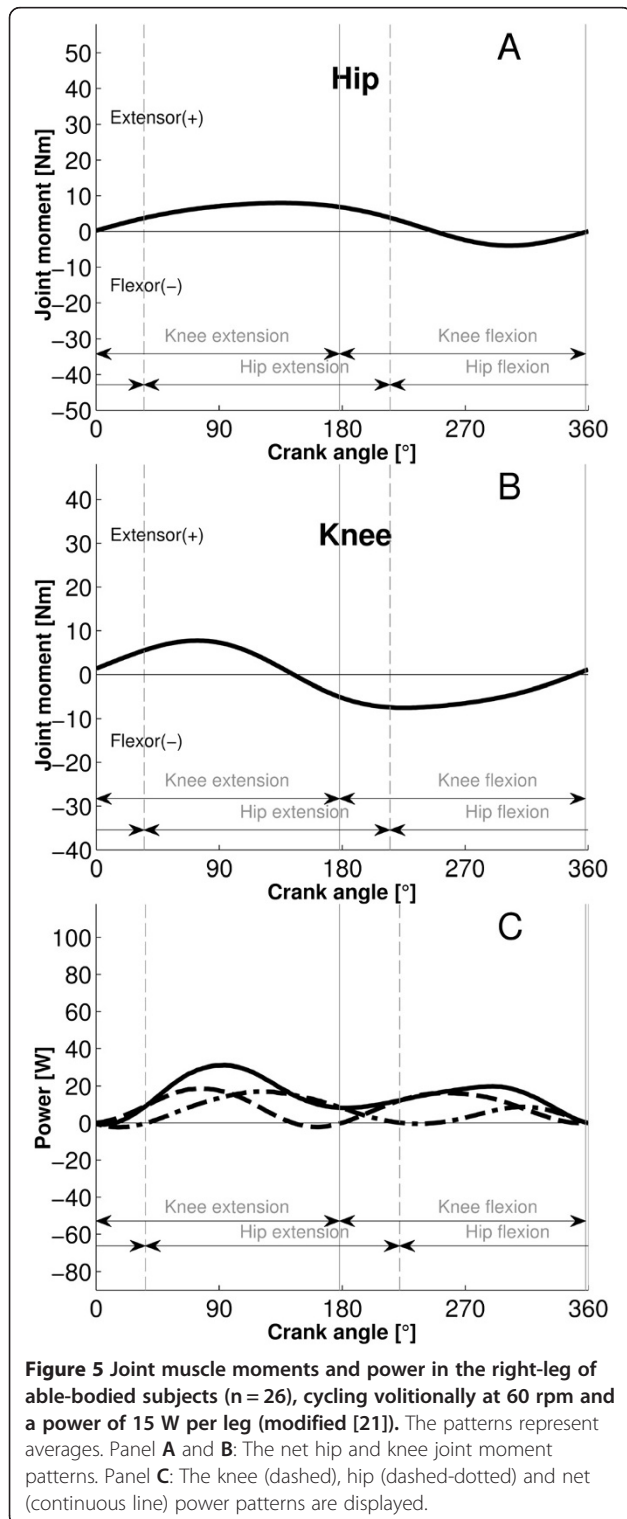 A
Hip
50
40
30
20
10
0
−10
−20
−30
−40
−50
Joint moment [Nm]
Extensor(+)
Flexor(−)
Knee extension
Knee flexion
Hip extension
Hip flexion
0 90 180 270 360
Crank angle [°]
B
Knee
40
30
20
10
0
−10
−20
−30
−40
Joint moment [Nm]
Extensor(+)
Flexor(−)
Knee extension
Knee flexion
Hip extension
Hip flexion
0 90 180 270 360
Crank angle [°]
C
100
80
60
40
20
0
−20
−40
−60
−80
Power [W]
Knee extension
Knee flexion
Hip extension
Hip flexion
0 90 180 270 360
Crank angle [°]
Figure 5 Joint muscle moments and power in the right-leg of
able-bodied subjects (n = 26), cycling volitionally at 60 rpm and
a power of 15 W per leg (modified [21]). The patterns represent
averages. Panel A and B: The net hip and knee joint moment
patterns. Panel C: The knee (dashed), hip (dashed-dotted) and net
(continuous line) power patterns are displayed.